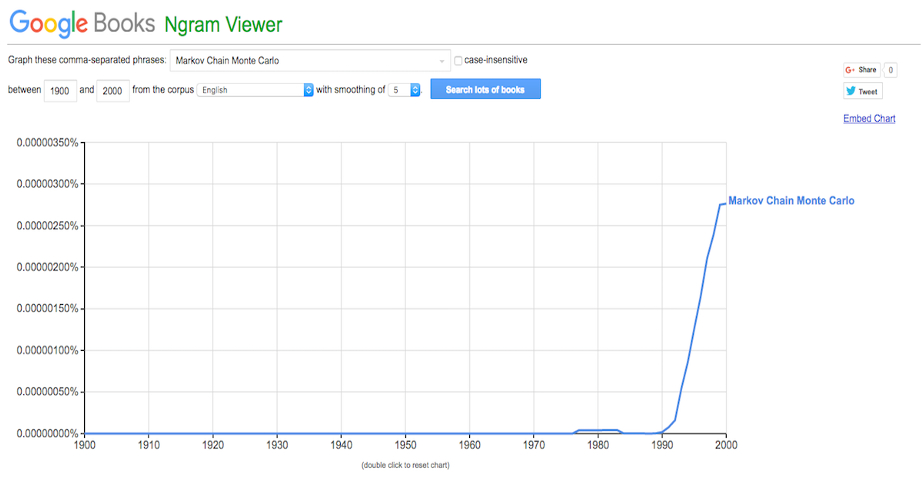 Google Books Ngram Viewer
Graph these comma-separated phrases: Markov Chain Monte Carlo case-insensitive
between 1900 and 2000 from the corpus English with smoothing of 5 . Search lots of books
G+ Share 0
Tweet
Embed Chart
0.00000350%
0.00000300%
Markov Chain Monte Carlo
0.00000250%
0.00000200%
0.00000150%
0.00000100%
0.00000050%
0.00000000%
1900 1910 1920 1930 1940 1950 1960 1970 1980 1990 2000
(double click to reset chart)